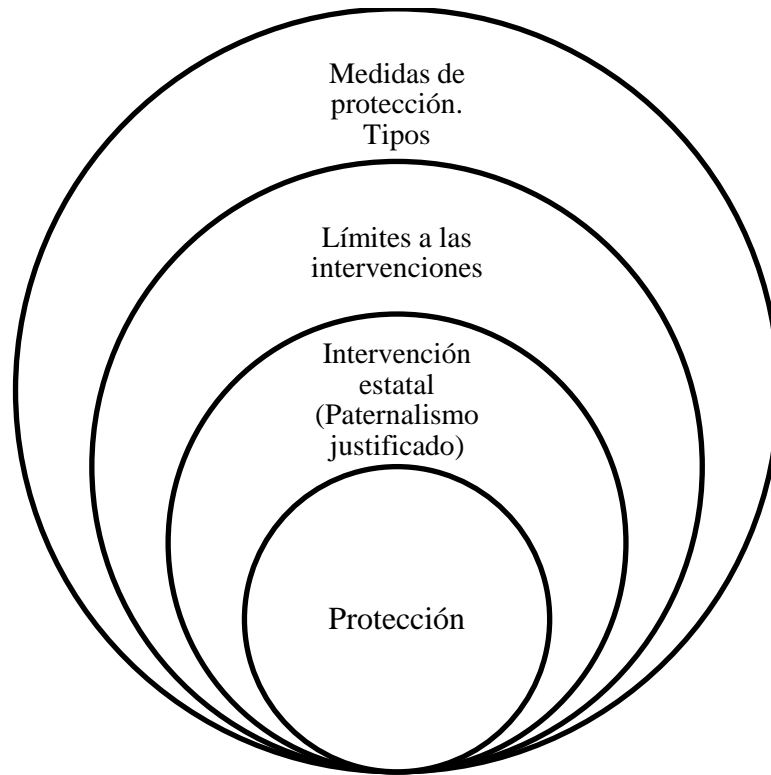 Medidas de
protección.
Tipos
Límites a las
intervenciones
Intervención
estatal
(Paternalismo
justificado)
Protección